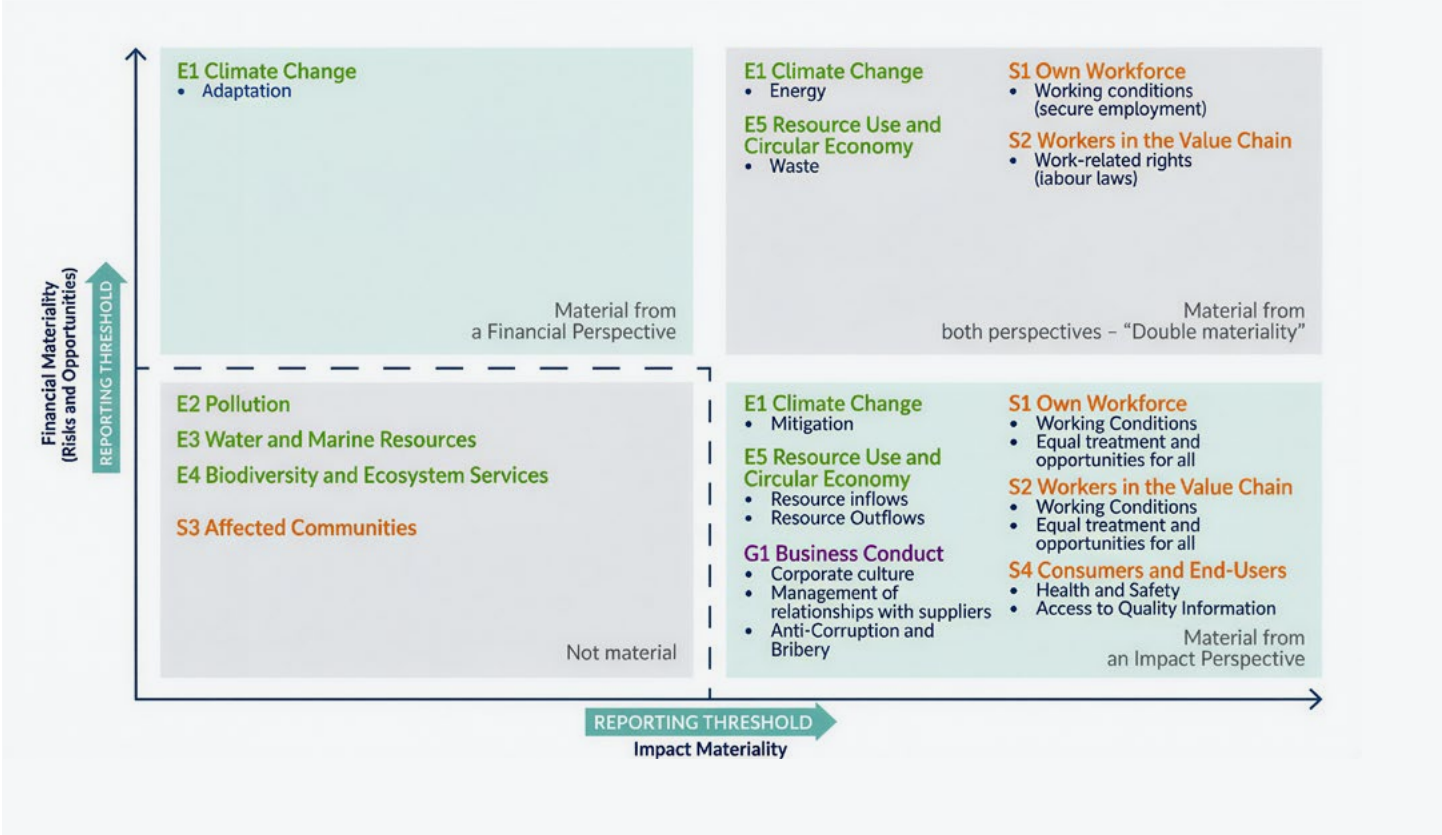 E1 Climate Change
• Adaptation
Material from
a Financial Perspective
E1 Climate Change
• Energy
E5 Resource Use and
Circular Economy
• Waste
S1 Own Workforce
• Working conditions
(secure employment)
S2 Workers in the Value Chain
• Work-related rights
(labour laws)
Material from
both perspectives – “Double materiality”
Financial Materiality
(Risks and Opportunities)
REPORTING THRESHOLD
E2 Pollution
E3 Water and Marine Resources
E4 Biodiversity and Ecosystem Services
S3 Affected Communities
Not material
E1 Climate Change
• Mitigation
E5 Resource Use and
Circular Economy
• Resource inflows
• Resource Outflows
G1 Business Conduct
• Corporate culture
• Management of
relationships with suppliers
• Anti-Corruption and
Bribery
S1 Own Workforce
• Working Conditions
• Equal treatment and
opportunities for all
S2 Workers in the Value Chain
• Working Conditions
• Equal treatment and
opportunities for all
S4 Consumers and End-Users
• Health and Safety
• Access to Quality Information
Material from
an Impact Perspective
REPORTING THRESHOLD
Impact Materiality